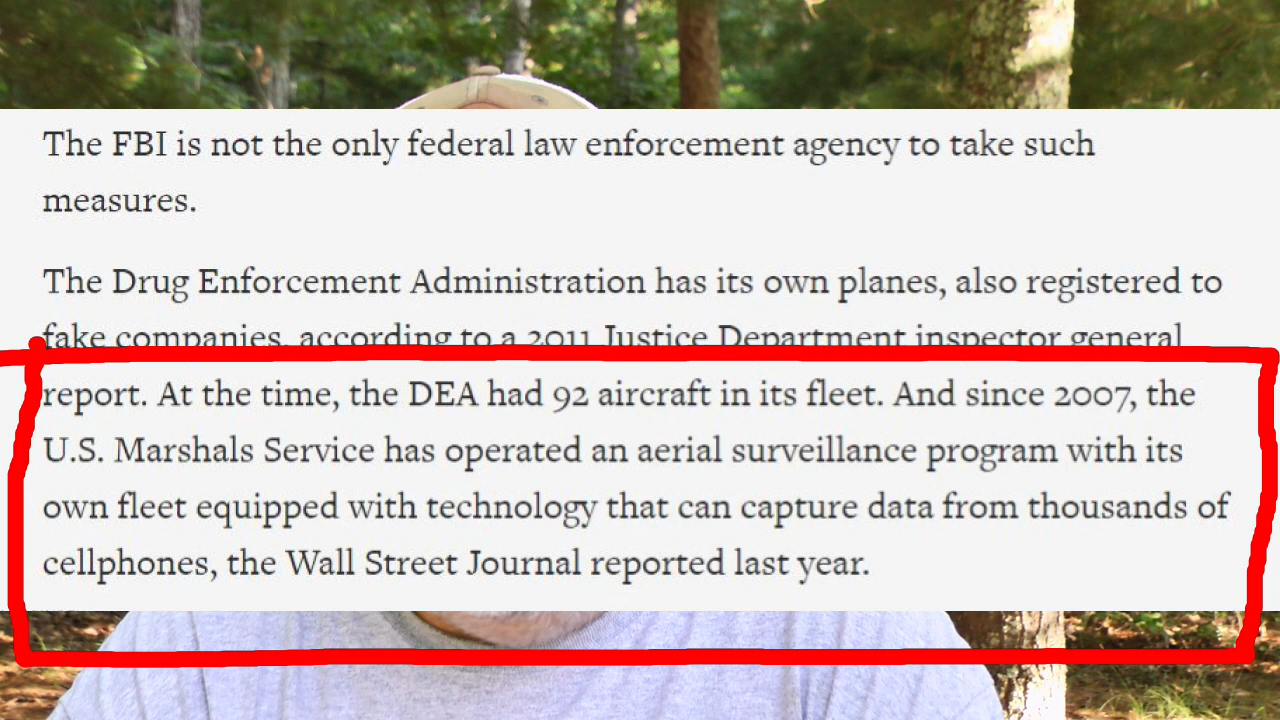 The FBI is not the only federal law enforcement agency to take such
measures.
The Drug Enforcement Administration has its own planes, also registered to
fake companies, according to a 2011 Justice Department inspector general
report. At the time, the DEA had 92 aircraft in its fleet. And since 2007, the
U.S. Marshals Service has operated an aerial surveillance program with its
own fleet equipped with technology that can capture data from thousands of
cellphones, the Wall Street Journal reported last year.